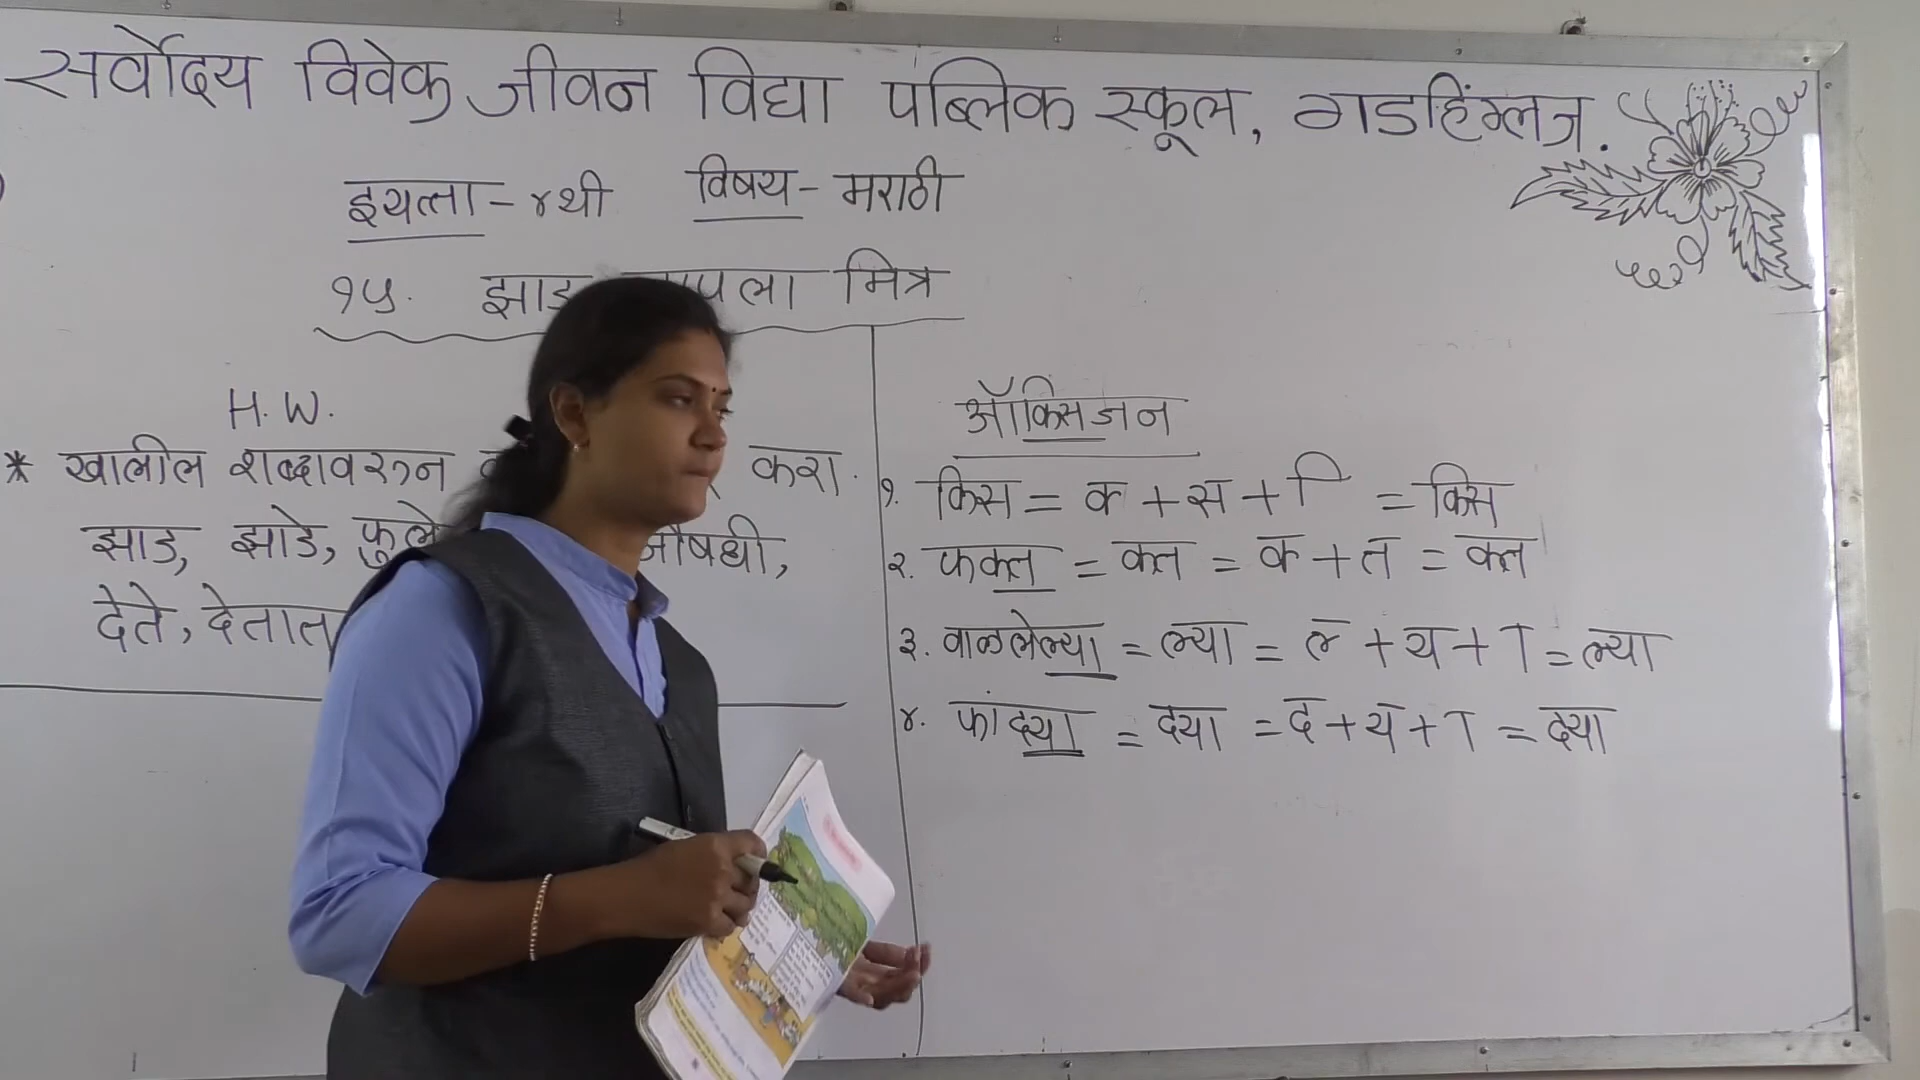 सर्वोदय विवेक जीवन विद्या पब्लिक स्कूल, गडहिंग्लज.
इयत्ता - ४थी विषय - मराठी
१५. झाड पला मित्र
H. W.
* खालील शब्दावरुन करा.
झाड, झाडे, फुले औषधी,
देते, देतात
ऑक्सिजन
१. क्सि = क + स + ि = क्सि
२. फक्त = क्त = क + त = क्त
३. वाळलेल्या = ल्या = ल + य + ा = ल्या
४. फांद्या = द्या = द + य + ा = द्या